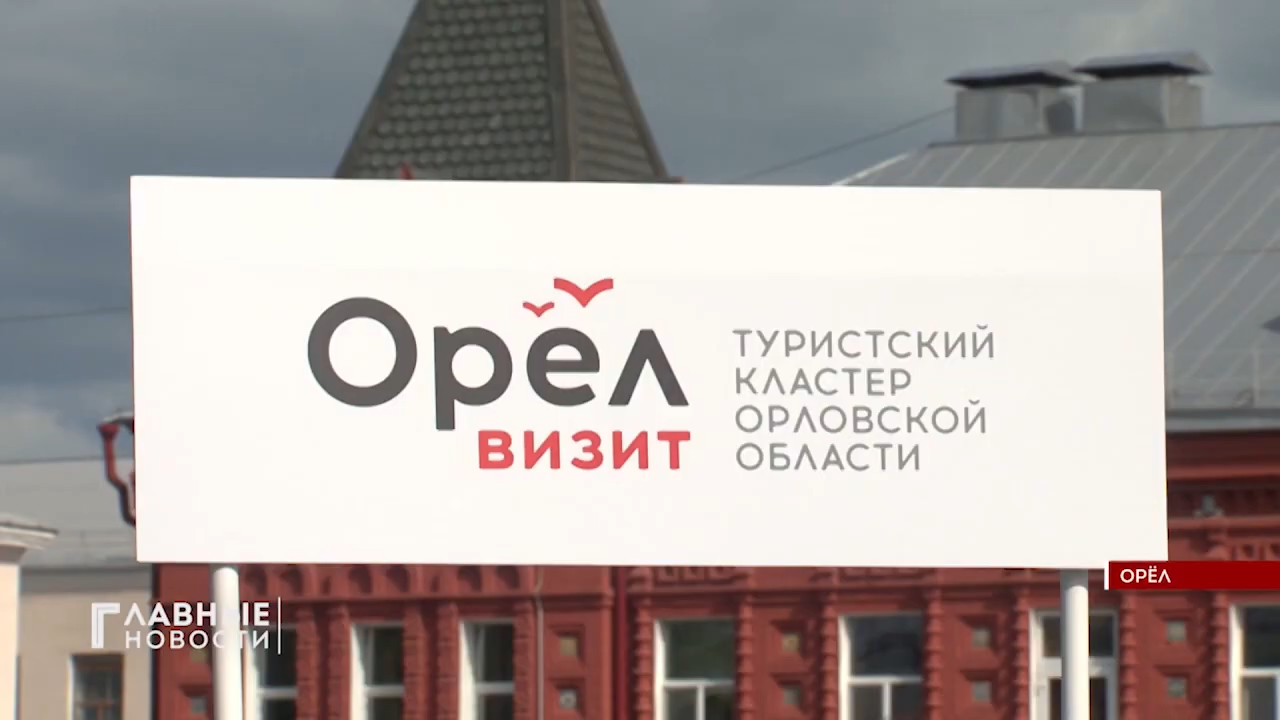 Орёл
визит
ТУРИСТСКИЙ
КЛАСТЕР
ОРЛОВСКОЙ
ОБЛАСТИ
ОРЁЛ
ГЛАВНЫЕ
НОВОСТИ